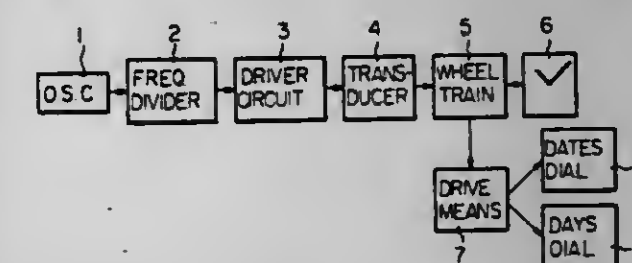 1
2
3
4
5
6
O.S.C
FREQ
DIVIDER
DRIVER
CIRCUIT
TRANS-
DUCER
WHEEL
TRAIN
DRIVE
MEANS
7
DATES
DIAL
DAYS
DIAL